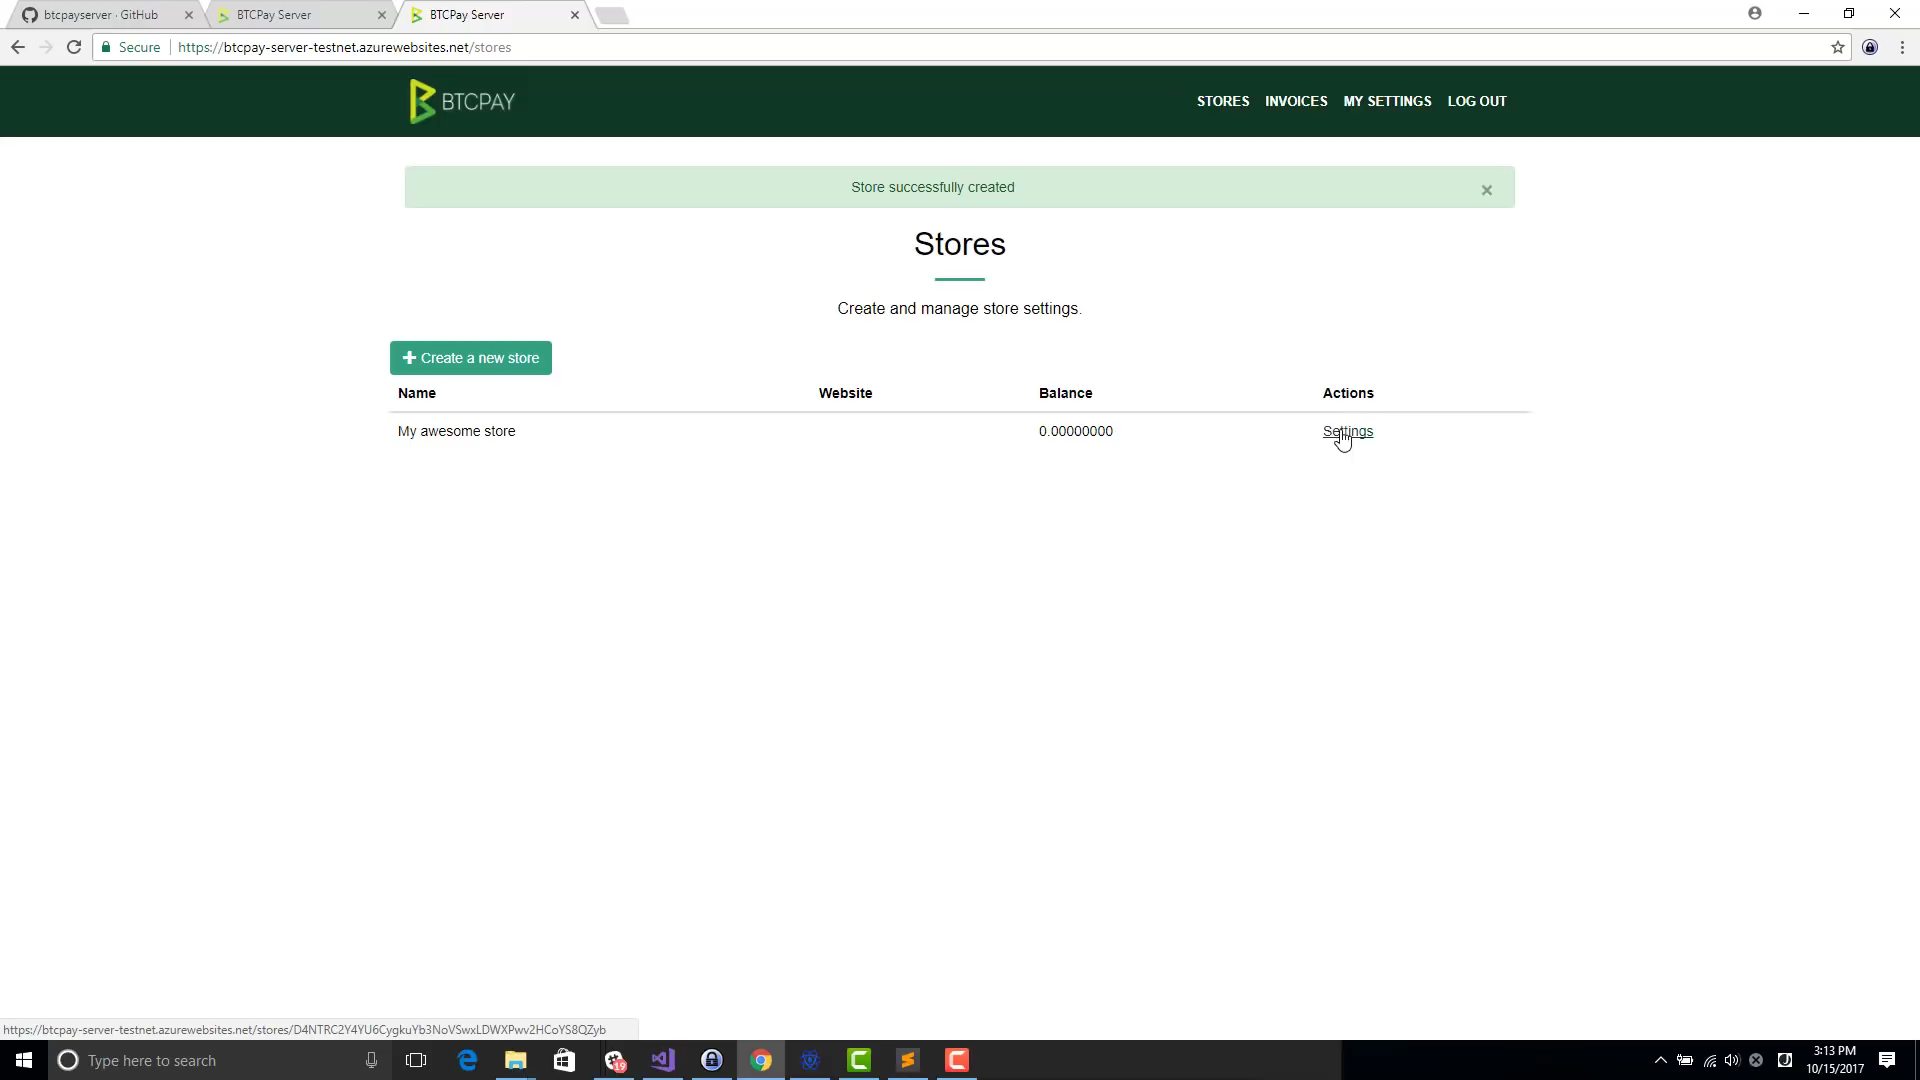 btcpayserver · GitHub
BTCPay Server
BTCPay Server
Secure
https://btcpay-server-testnet.azurewebsites.net/stores
BTCPAY
STORES
INVOICES
MY SETTINGS
LOG OUT
Store successfully created
Stores
Create and manage store settings.
Create a new store
Name
Website
Balance
Actions
My awesome store
0.00000000
Settings
https://btcpay-server-testnet.azurewebsites.net/stores/D4NTRC2Y4YU6CygkuYb3NoVSwxLDWXPwv2HCoYS8QZyb
Type here to search
19
3:13 PM
10/15/2017